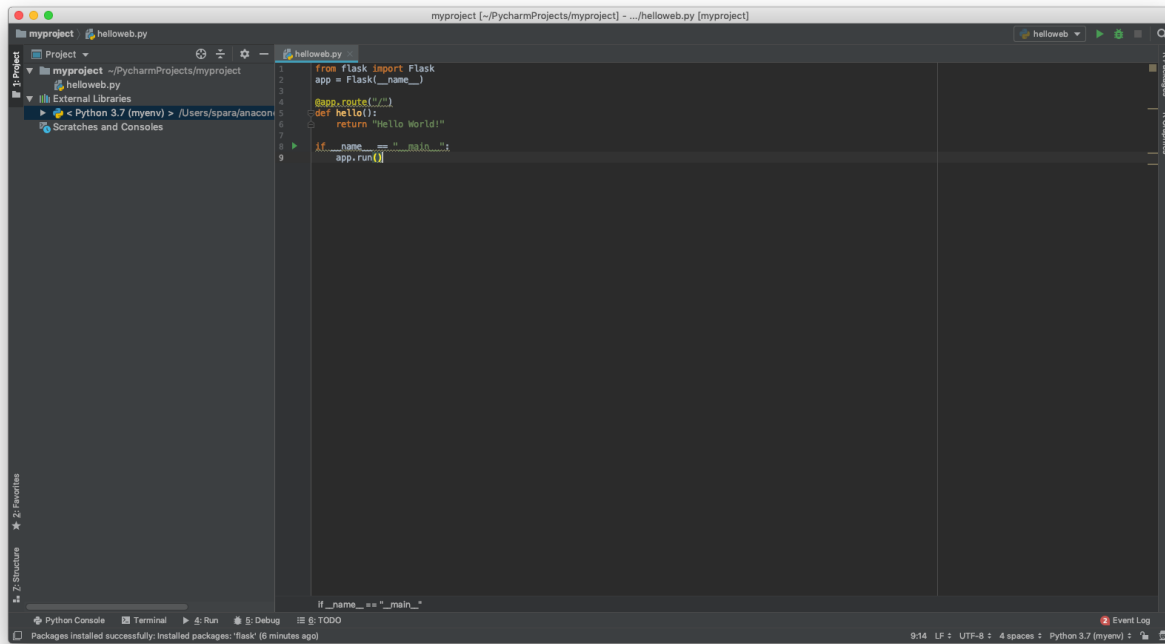 myproject [~/PycharmProjects/myproject] - .../helloweb.py [myproject]
myproject helloweb.py
helloweb
1: Project
Project
helloweb.py
myproject ~/PycharmProjects/myproject
helloweb.py
External Libraries
< Python 3.7 (myenv) > /Users/spara/anacon
Scratches and Consoles
1 from flask import Flask
2 app = Flask(__name__)
3
4 @app.route("/")
5 def hello():
6 return "Hello World!"
7
8 if __name__ == "__main__":
9 app.run()
2: Favorites
7: Structure
if __name__ == "__main__"
Python Console Terminal 4: Run 5: Debug 6: TODO
2 Event Log
Packages installed successfully: Installed packages: 'flask' (6 minutes ago)
9:14 LF UTF-8 4 spaces Python 3.7 (myenv)